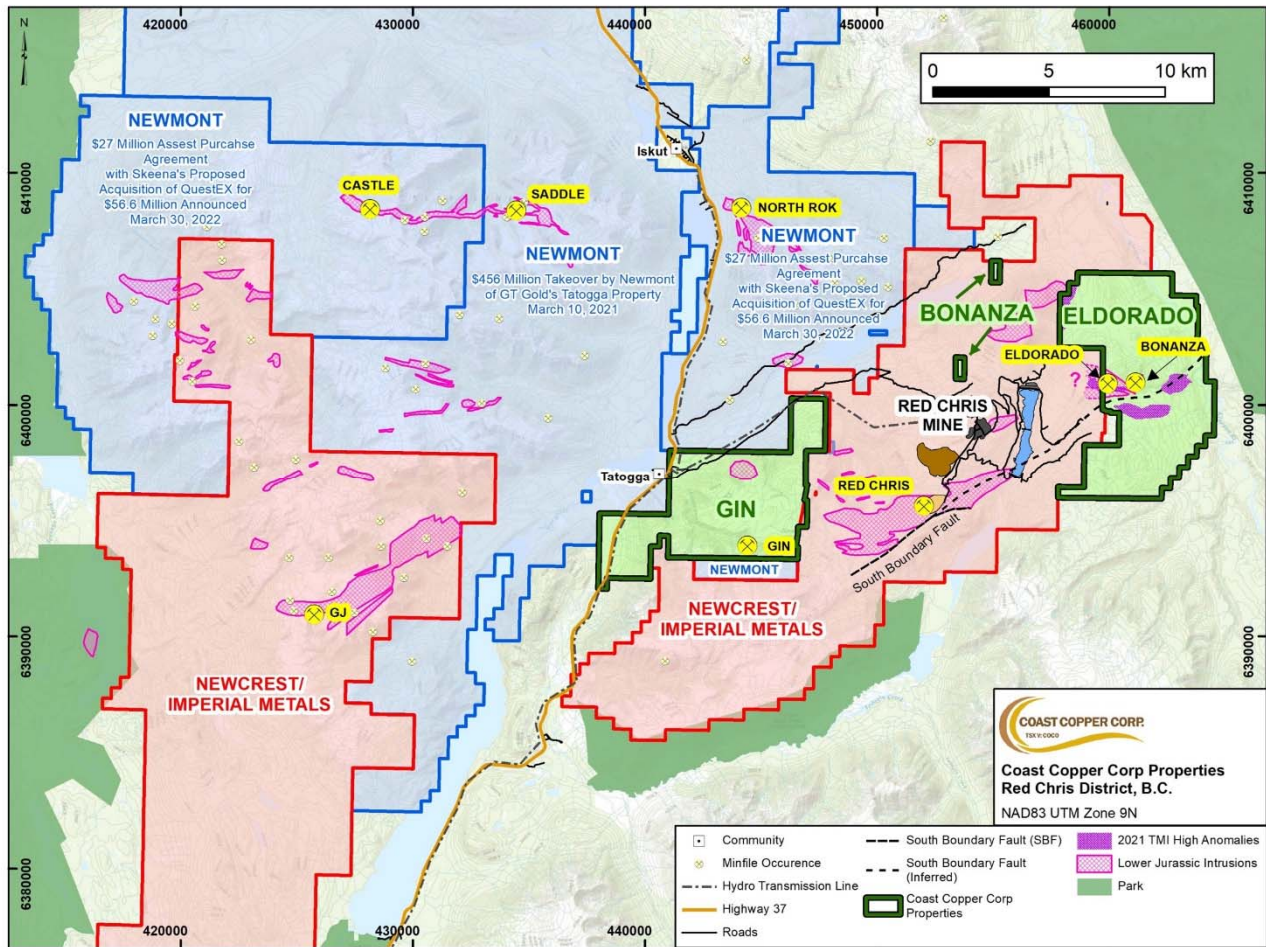 420000
430000
440000
450000
460000
N
0
5
10 km
NEWMONT
$27 Million Assest Purcahse
Agreement
with Skeena's Proposed
Acquisition of QuestEX for
$56.6 Million Announced
March 30, 2022
Iskut
6410000
6410000
CASTLE
SADDLE
NORTH ROK
NEWMONT
$456 Million Takeover by Newmont
of GT Gold's Tatogga Property
March 10, 2021
NEWMONT
$27 Million Assest Purcahse
Agreement
with Skeena's Proposed
Acquisition of QuestEX for
$56.6 Million Announced
March 30, 2022
BONANZA
ELDORADO
ELDORADO
BONANZA
?
6400000
6400000
RED CHRIS
MINE
Tatogga
RED CHRIS
GIN
GIN
NEWMONT
South Boundary Fault
GJ
6390000
6390000
NEWCREST/
IMPERIAL METALS
NEWCREST/
IMPERIAL METALS
COAST COPPER CORP.
TSX V: COCO
Coast Copper Corp Properties
Red Chris District, B.C.
NAD83 UTM Zone 9N
6380000
Community
Minfile Occurence
Hydro Transmission Line
Highway 37
Roads
South Boundary Fault (SBF)
South Boundary Fault
(Inferred)
Coast Copper Corp
Properties
2021 TMI High Anomalies
Lower Jurassic Intrusions
Park
420000
430000
440000